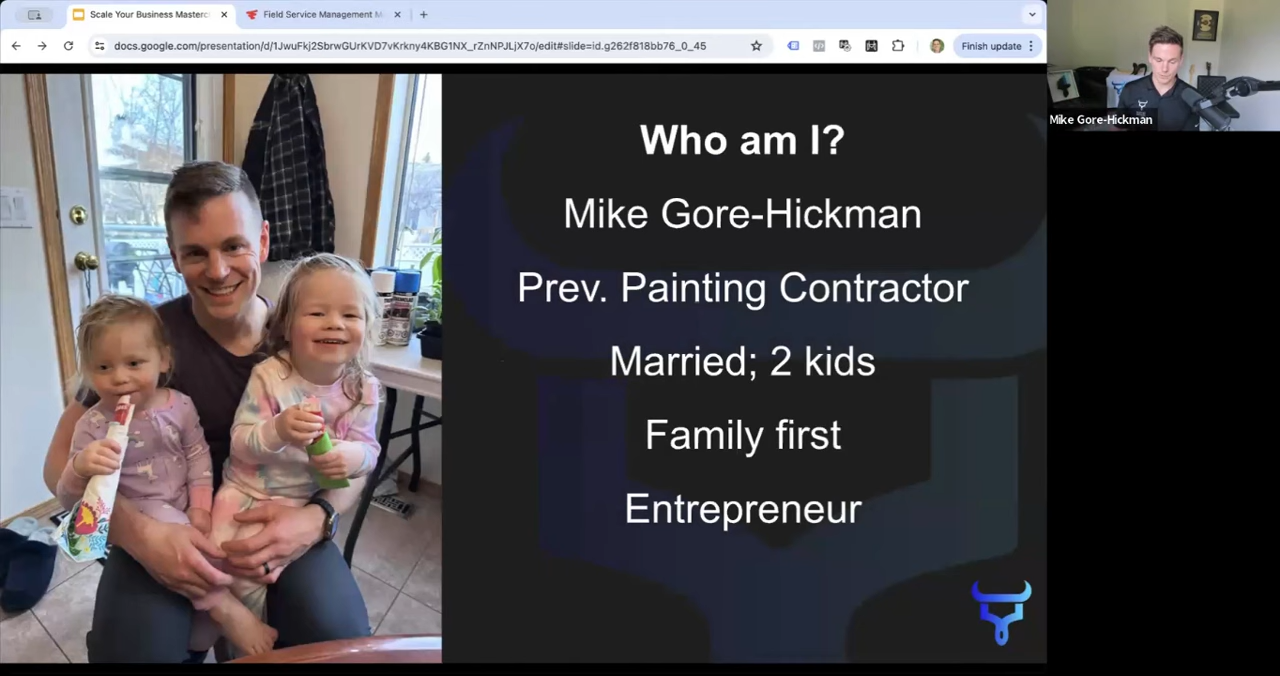 Scale Your Business Masterc
Field Service Management M
docs.google.com/presentation/d/1JwuFkj2SbrwGUrKVD7vKrkny4KBG1NX_rZnNPJLjX7o/edit#slide=id.g262f818bb76_0_45
Finish update
Mike Gore-Hickman
Who am I?
Mike Gore-Hickman
Prev. Painting Contractor
Married; 2 kids
Family first
Entrepreneur